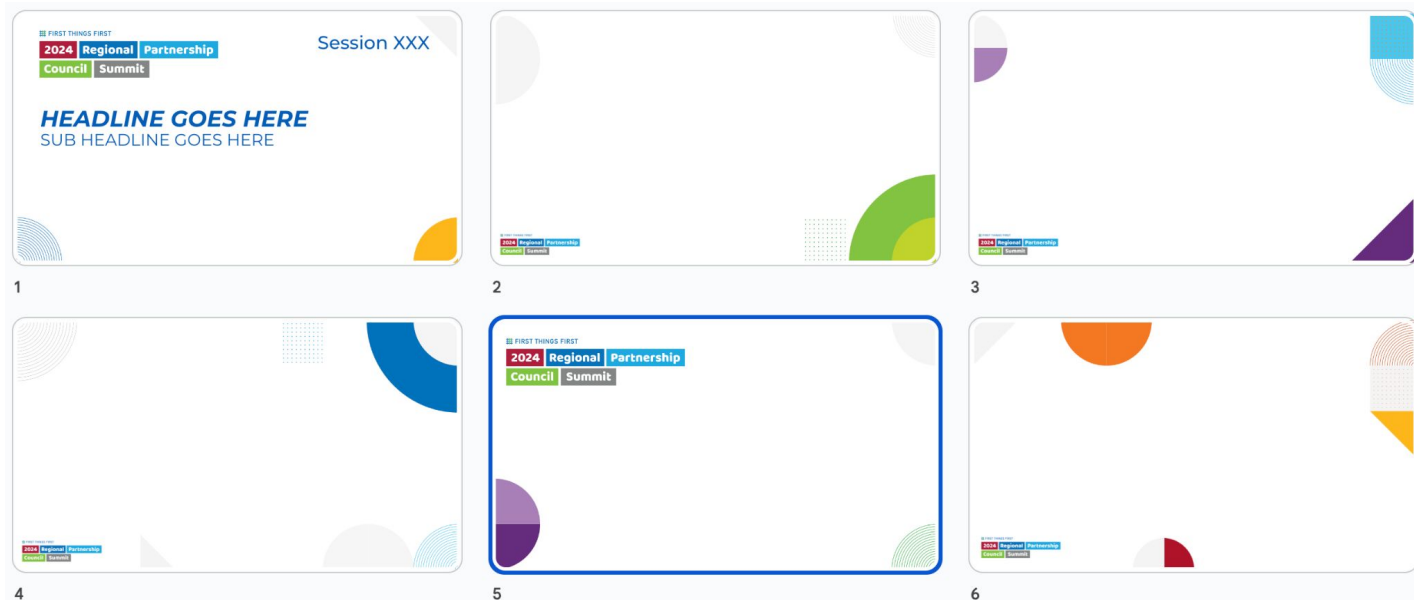 FIRST THINGS FIRST
2024 Regional Partnership
Council Summit
Session XXX
HEADLINE GOES HERE
SUB HEADLINE GOES HERE
1
FIRST THINGS FIRST
2024 Regional Partnership
Council Summit
2
FIRST THINGS FIRST
2024 Regional Partnership
Council Summit
3
FIRST THINGS FIRST
2024 Regional Partnership
Council Summit
4
FIRST THINGS FIRST
2024 Regional Partnership
Council Summit
5
FIRST THINGS FIRST
2024 Regional Partnership
Council Summit
6